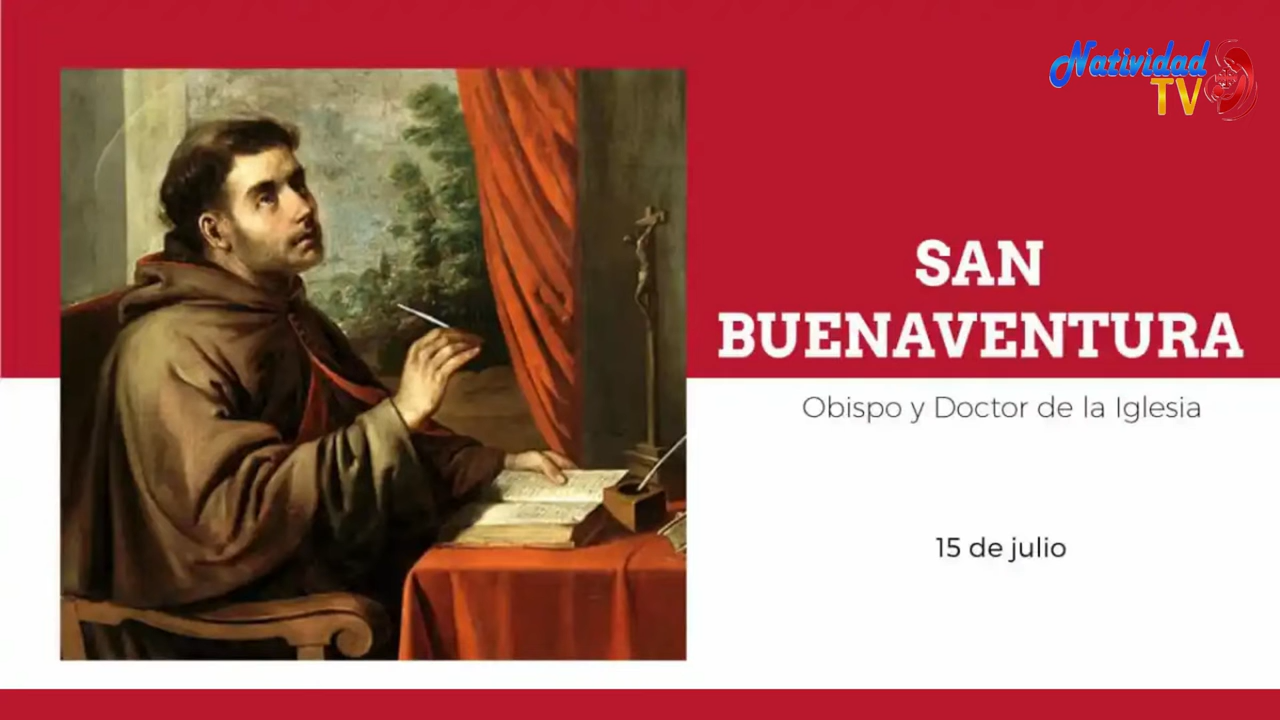 Natividad
TV
SAN
BUENAVENTURA
Obispo y Doctor de la Iglesia
15 de julio